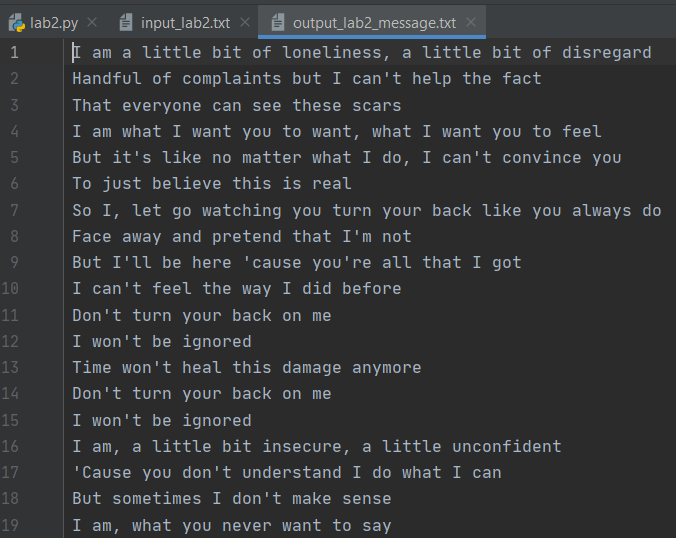 lab2.py input_lab2.txt output_lab2_message.txt
1 I am a little bit of loneliness, a little bit of disregard
2 Handful of complaints but I can't help the fact
3 That everyone can see these scars
4 I am what I want you to want, what I want you to feel
5 But it's like no matter what I do, I can't convince you
6 To just believe this is real
7 So I, let go watching you turn your back like you always do
8 Face away and pretend that I'm not
9 But I'll be here 'cause you're all that I got
10 I can't feel the way I did before
11 Don't turn your back on me
12 I won't be ignored
13 Time won't heal this damage anymore
14 Don't turn your back on me
15 I won't be ignored
16 I am, a little bit insecure, a little unconfident
17 'Cause you don't understand I do what I can
18 But sometimes I don't make sense
19 I am, what you never want to say